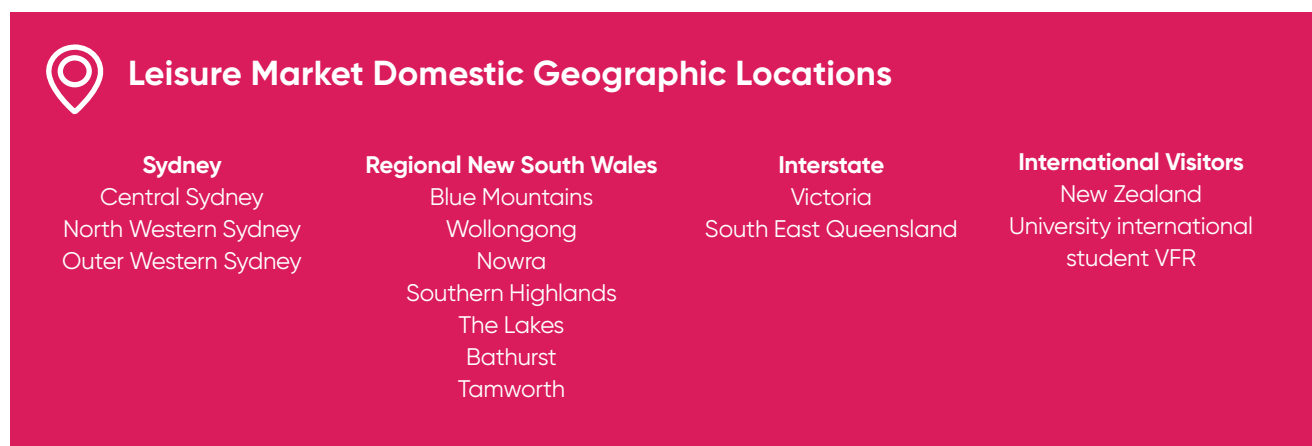 Leisure Market Domestic Geographic Locations
Sydney
Central Sydney
North Western Sydney
Outer Western Sydney
Regional New South Wales
Blue Mountains
Wollongong
Nowra
Southern Highlands
The Lakes
Bathurst
Tamworth
Interstate
Victoria
South East Queensland
International Visitors
New Zealand
University international
student VFR